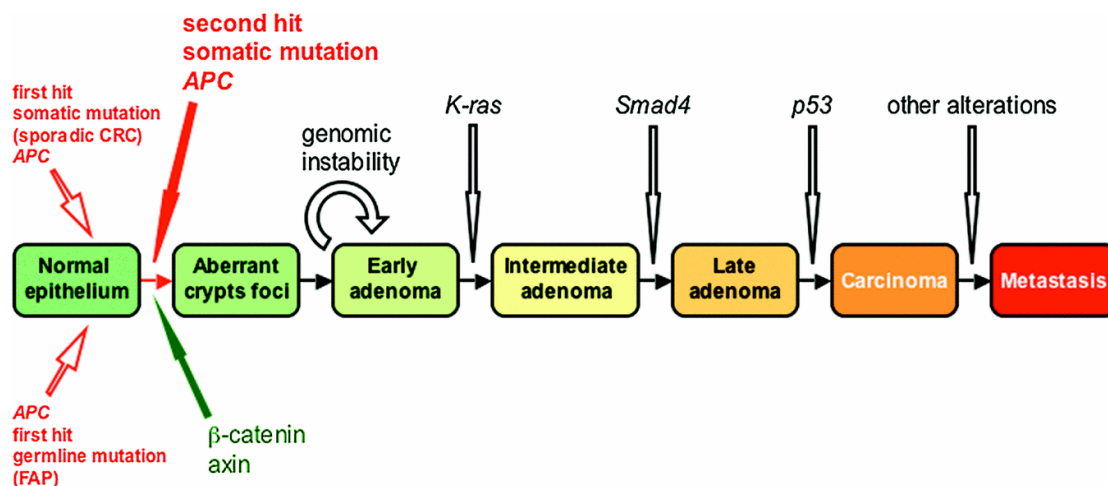 second hit
somatic mutation
APC
first hit
somatic mutation
(sporadic CRC)
APC
genomic
instability
K-ras
Smad4
p53
other alterations
Normal
epithelium
Aberrant
crypts foci
Early
adenoma
Intermediate
adenoma
Late
adenoma
Carcinoma
Metastasis
APC
first hit
germline mutation
(FAP)
β-catenin
axin